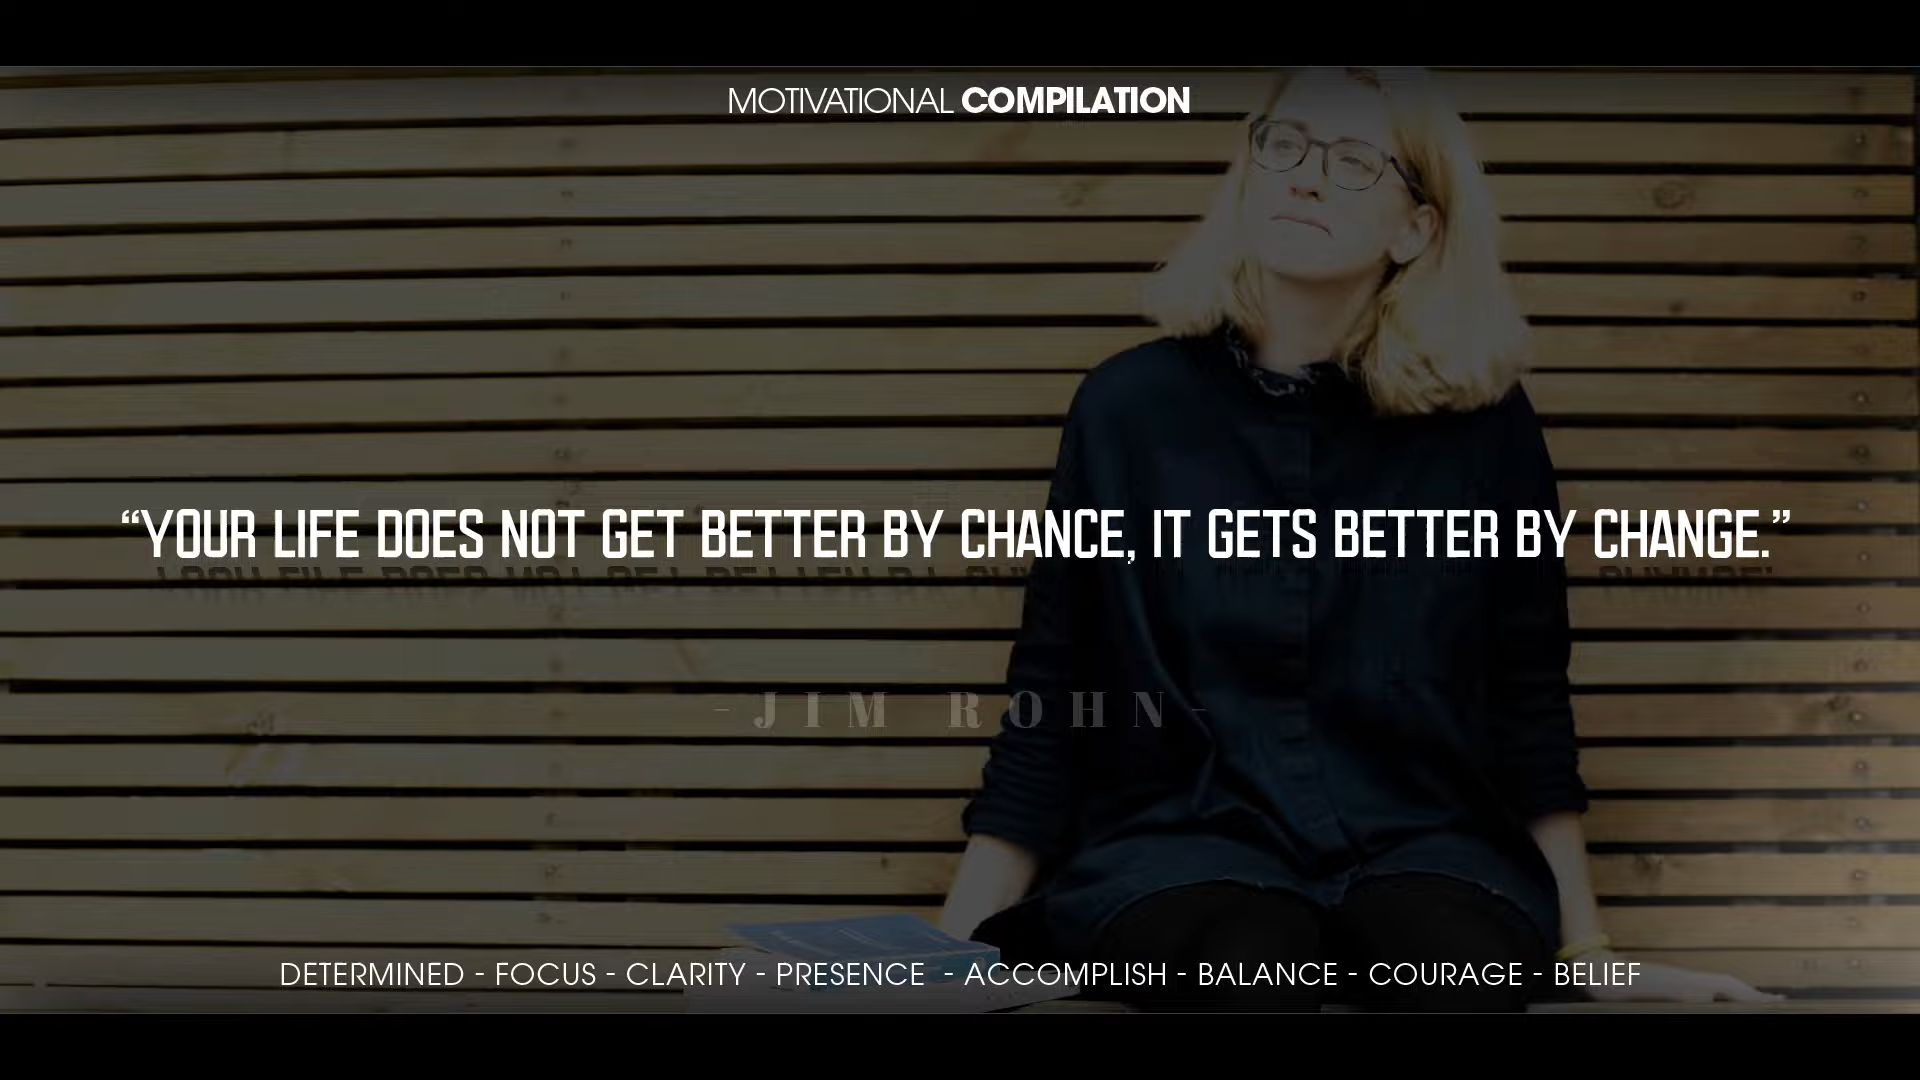 MOTIVATIONAL COMPILATION
“YOUR LIFE DOES NOT GET BETTER BY CHANCE, IT GETS BETTER BY CHANGE.”
-JIM ROHN-
DETERMINED - FOCUS - CLARITY - PRESENCE - ACCOMPLISH - BALANCE - COURAGE - BELIEF